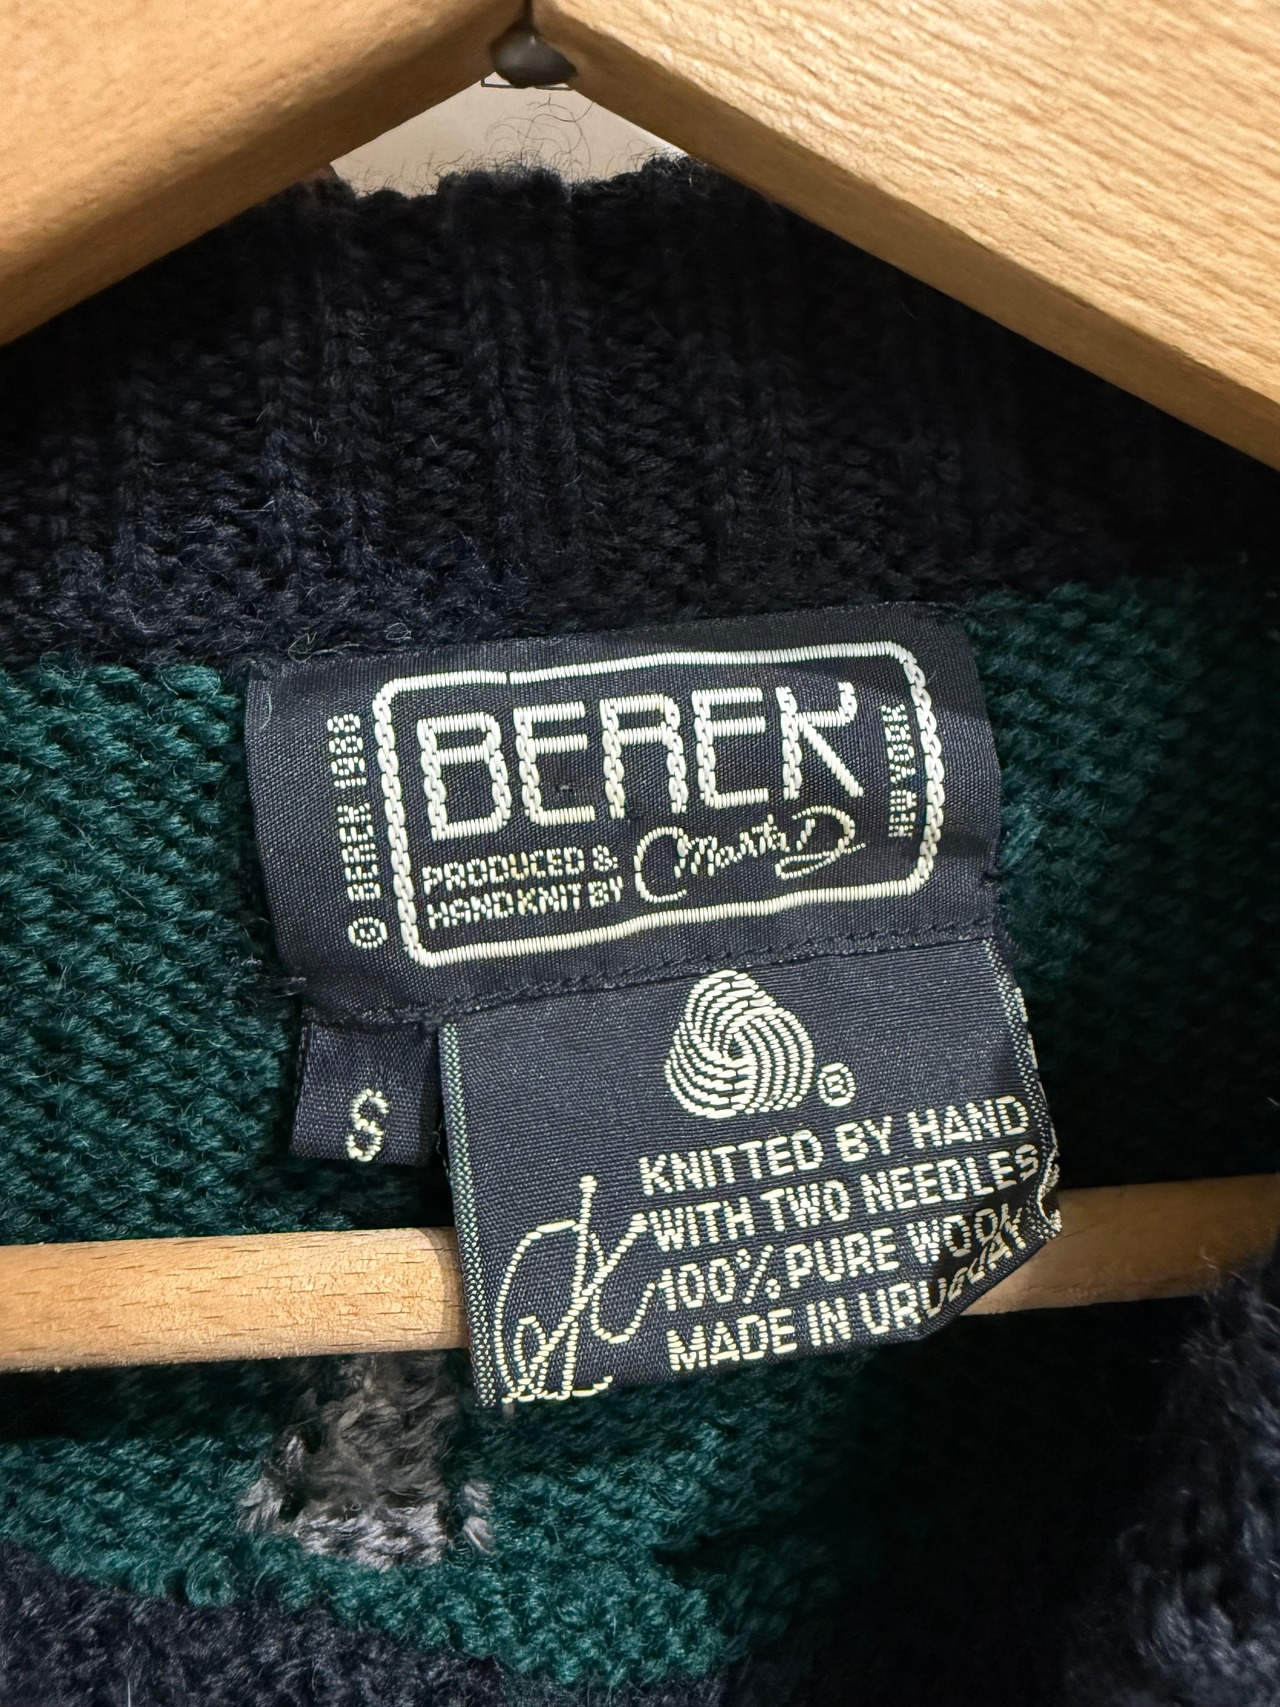 © BEREK 1988
BEREK
PRODUCED &
HAND KNIT BY
NEW YORK
S
®
KNITTED BY HAND
WITH TWO NEEDLES
100% PURE WOOL
MADE IN URUGUAY